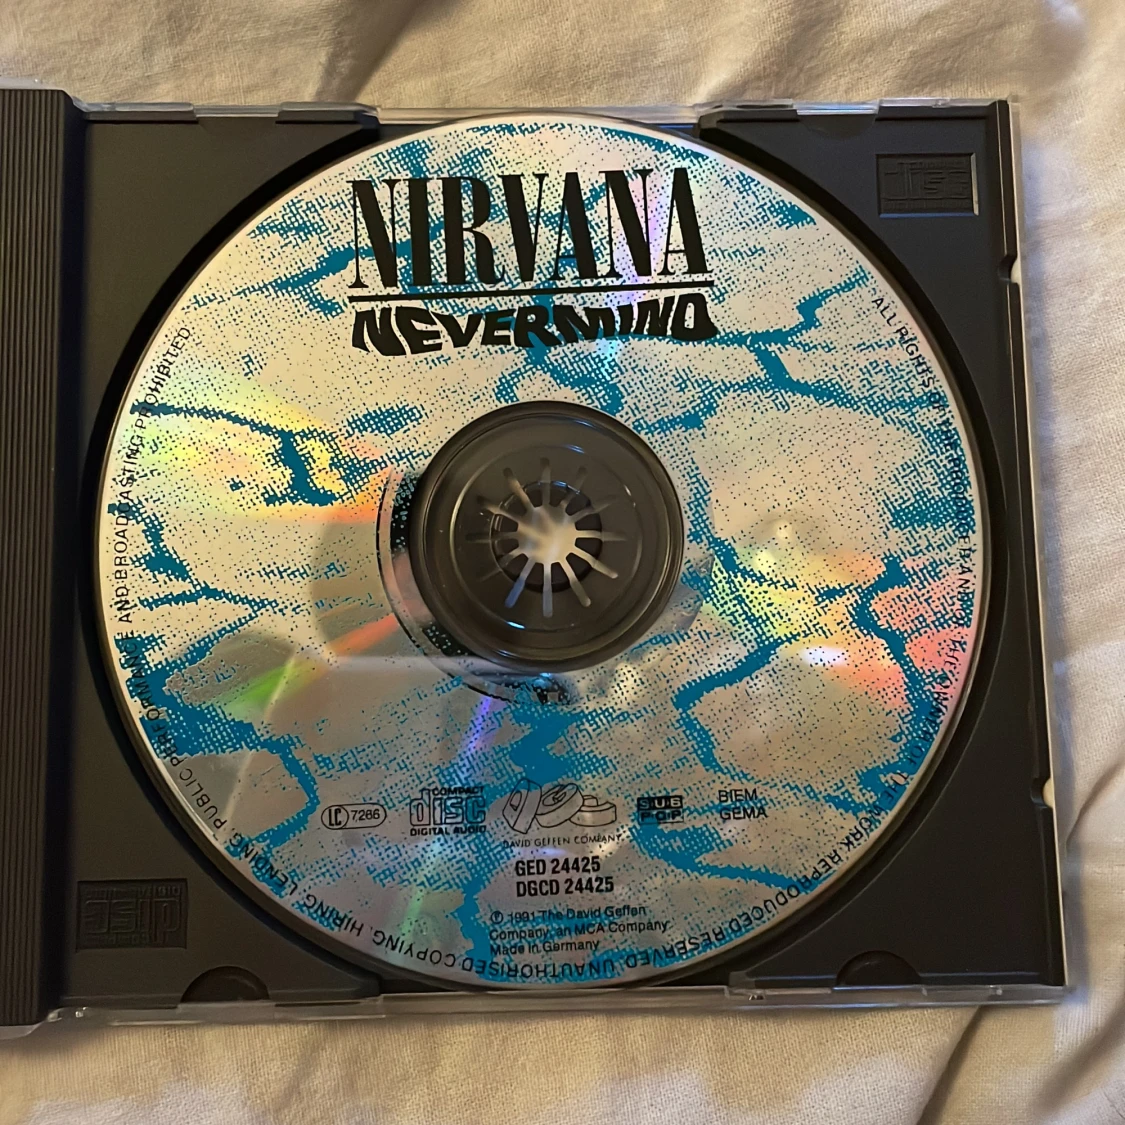 NIRVANA
NEVERMIND
LC 7266
COMPACT
disc
DIGITAL AUDIO
DGC
DAVID GEFFEN COMPANY
SUB
POP
BIEM
GEMA
GED 24425
DGCD 24425
℗ 1991 The David Geffen
Company, an MCA Company
Made in Germany
ALL RIGHTS OF THE PRODUCER AND OF THE OWNER OF THE WORK REPRODUCED RESERVED. UNAUTHORISED COPYING, HIRING, LENDING, PUBLIC PERFORMANCE AND BROADCASTING PROHIBITED
disc